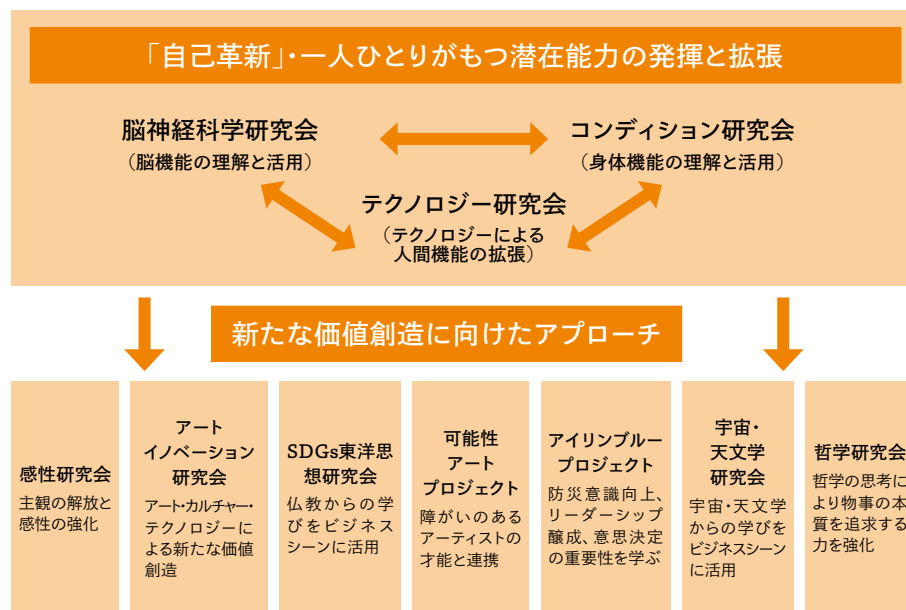 「自己革新」・一人ひとりがもつ潜在能力の発揮と拡張
脳神経科学研究会
（脳機能の理解と活用）
コンディション研究会
（身体機能の理解と活用）
テクノロジー研究会
（テクノロジーによる
人間機能の拡張）
新たな価値創造に向けたアプローチ
感性研究会
主観の解放と
感性の強化
アート
イノベーション
研究会
アート・カルチャー・
テクノロジーに
よる新たな価値
創造
SDGs東洋思
想研究会
仏教からの学
びをビジネス
シーンに活用
可能性
アート
プロジェクト
障がいのある
アーティストの
才能と連携
アイリンブルー
プロジェクト
防災意識向上、
リーダーシップ
醸成、意思決定
の重要性を学ぶ
宇宙・
天文学
研究会
宇宙・天文学
からの学びを
ビジネスシーン
に活用
哲学研究会
哲学の思考に
より物事の本
質を追求する
力を強化